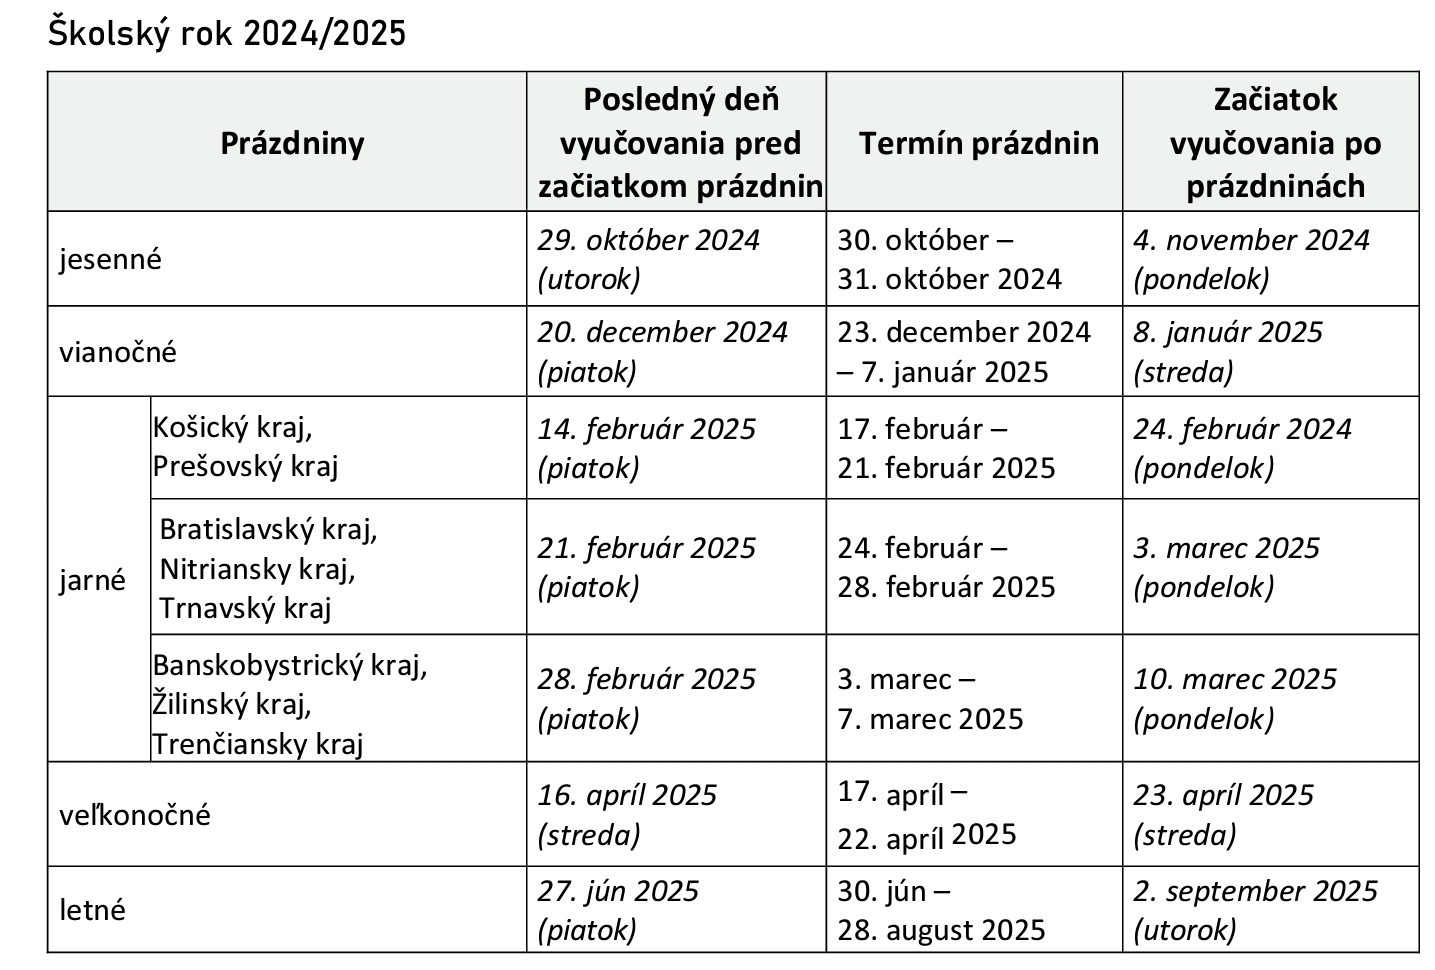 Školský rok 2024/2025
Prázdniny
Posledný deň
vyučovania pred
začiatkom prázdnin
Termín prázdnin
Začiatok
vyučovania po
prázdninách
jesenné
29. október 2024
(utorok)
30. október –
31. október 2024
4. november 2024
(pondelok)
vianočné
20. december 2024
(piatok)
23. december 2024
– 7. január 2025
8. január 2025
(streda)
jarné
Košický kraj,
Prešovský kraj
14. február 2025
(piatok)
17. február –
21. február 2025
24. február 2024
(pondelok)
Bratislavský kraj,
Nitriansky kraj,
Trnavský kraj
21. február 2025
(piatok)
24. február –
28. február 2025
3. marec 2025
(pondelok)
Banskobystrický kraj,
Žilinský kraj,
Trenčiansky kraj
28. február 2025
(piatok)
3. marec –
7. marec 2025
10. marec 2025
(pondelok)
veľkonočné
16. apríl 2025
(streda)
17. apríl –
22. apríl 2025
23. apríl 2025
(streda)
letné
27. jún 2025
(piatok)
30. jún –
28. august 2025
2. september 2025
(utorok)